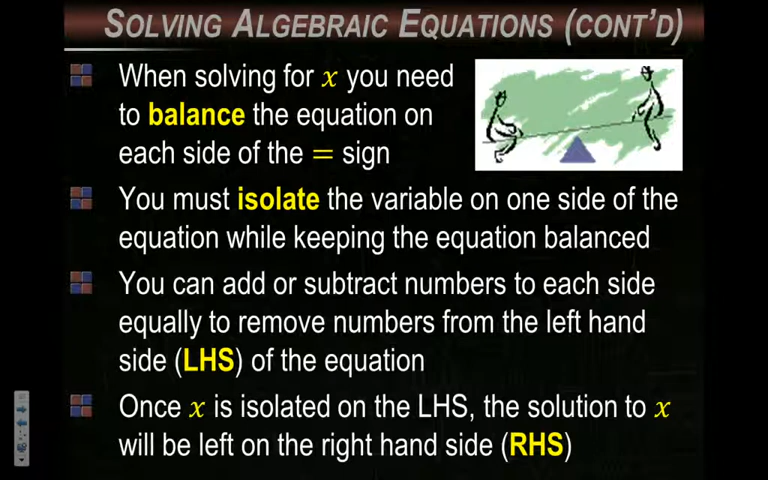 SOLVING ALGEBRAIC EQUATIONS (CONT'D)
When solving for x you need
to balance the equation on
each side of the = sign
You must isolate the variable on one side of the
equation while keeping the equation balanced
You can add or subtract numbers to each side
equally to remove numbers from the left hand
side (LHS) of the equation
Once x is isolated on the LHS, the solution to x
will be left on the right hand side (RHS)